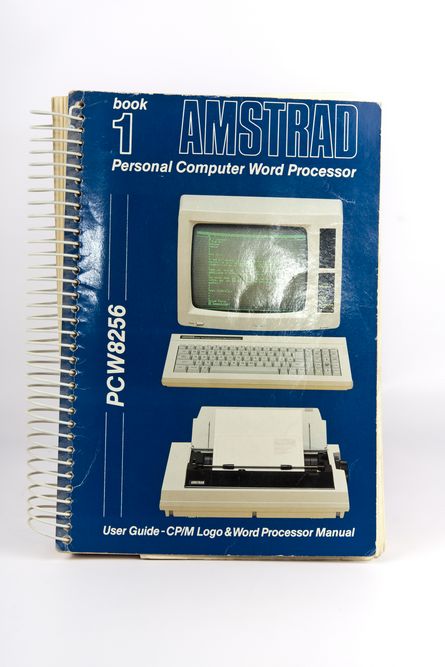 book
1
AMSTRAD
Personal Computer Word Processor
PCW8256
AMSTRAD
User Guide-CP/M Logo & Word Processor Manual